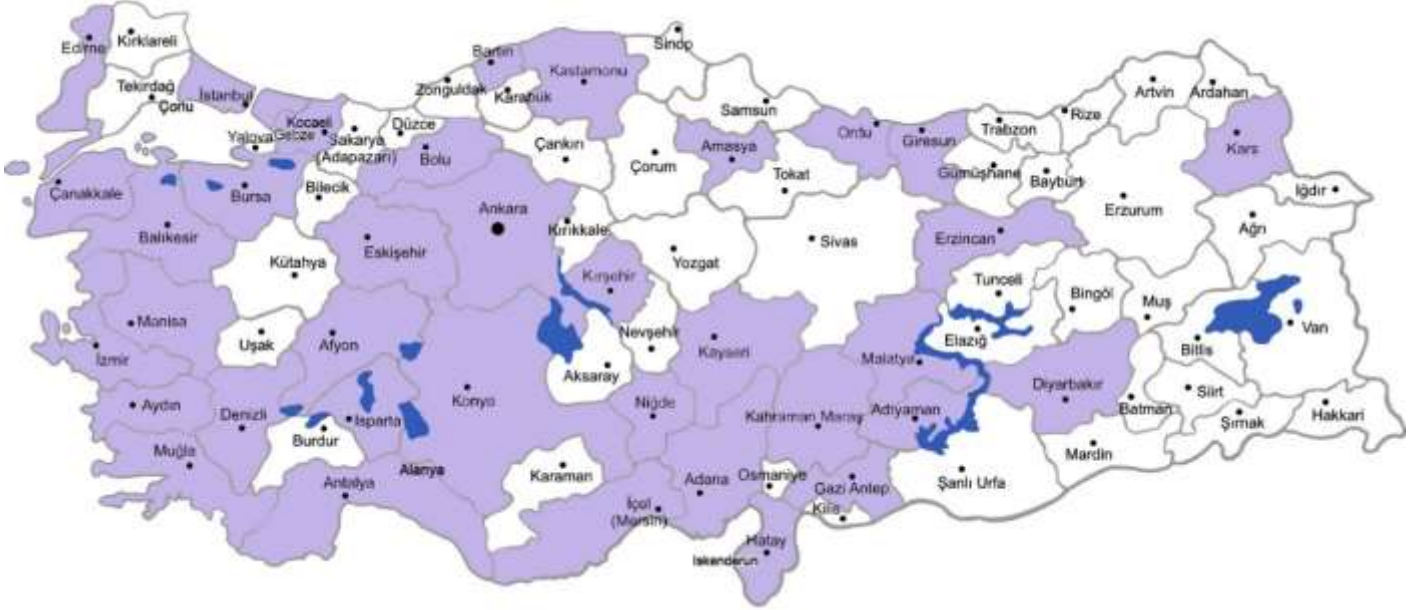 Edirne
Kırklareli
Tekirdağ
Çorlu
İstanbul
Yalova
Gebze
Kocaeli
Sakarya
(Adapazarı)
Düzce
Zonguldak
Bartın
Karabük
Kastamonu
Sinop
Samsun
Çankırı
Çorum
Amasya
Tokat
Ordu
Giresun
Trabzon
Rize
Artvin
Ardahan
Kars
Iğdır
Ağrı
Erzurum
Bayburt
Gümüşhane
Bolu
Bilecik
Bursa
Çanakkale
Balıkesir
Kütahya
Eskişehir
Ankara
Kırıkkale
Kırşehir
Yozgat
Sivas
Erzincan
Tunceli
Bingöl
Muş
Van
Bitlis
Elazığ
Malatya
Kayseri
Nevşehir
Aksaray
Konya
Afyon
Uşak
Manisa
İzmir
Aydın
Denizli
Isparta
Burdur
Muğla
Antalya
Alanya
Karaman
Niğde
İçel
(Mersin)
Adana
Osmaniye
Kahraman Maraş
Adıyaman
Gazi Antep
Kilis
Hatay
Iskenderun
Şanlı Urfa
Diyarbakır
Mardin
Batman
Siirt
Şırnak
Hakkari